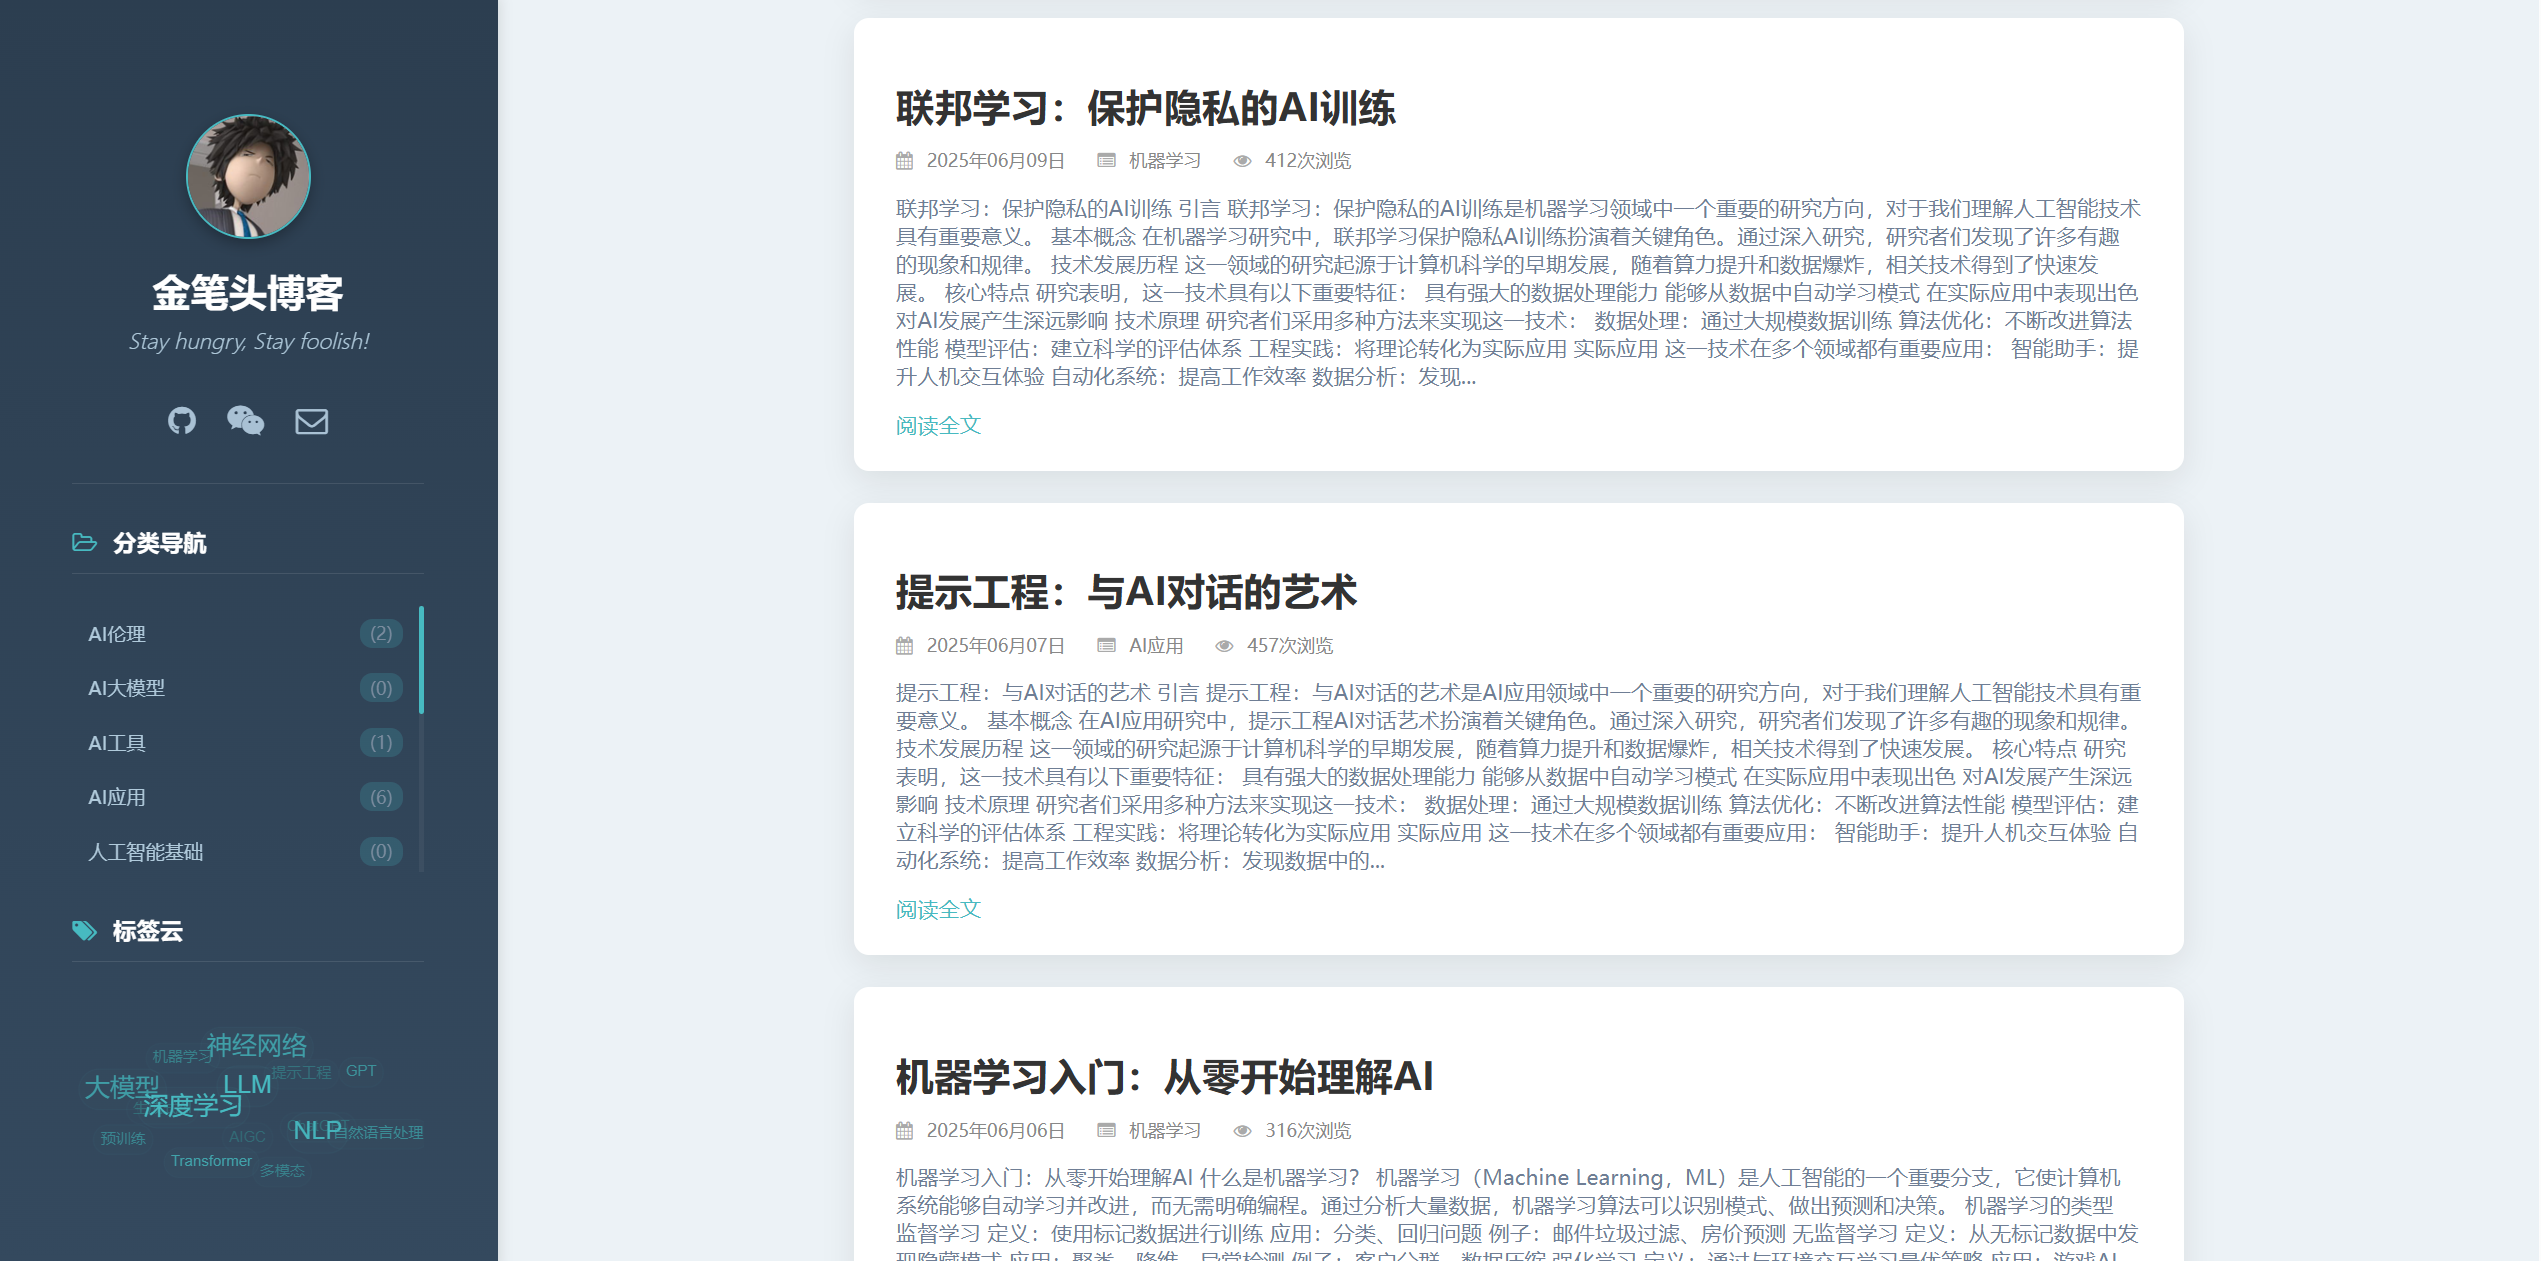 金笔头博客
Stay hungry, Stay foolish!
分类导航
AI伦理 (2)
AI大模型 (0)
AI工具 (1)
AI应用 (6)
人工智能基础 (0)
标签云
神经网络
机器学习
提示工程
GPT
大模型
LLM
深度学习
预训练
AIGC
NLP
自然语言处理
Transformer
多模态
联邦学习：保护隐私的AI训练
2025年06月09日 机器学习 412次浏览
联邦学习：保护隐私的AI训练 引言 联邦学习：保护隐私的AI训练是机器学习领域中一个重要的研究方向，对于我们理解人工智能技术
具有重要意义。 基本概念 在机器学习研究中，联邦学习保护隐私AI训练扮演着关键角色。通过深入研究，研究者们发现了许多有趣
的现象和规律。 技术发展历程 这一领域的研究起源于计算机科学的早期发展，随着算力提升和数据爆炸，相关技术得到了快速发
展。 核心特点 研究表明，这一技术具有以下重要特征： 具有强大的数据处理能力 能够从数据中自动学习模式 在实际应用中表现出色
对AI发展产生深远影响 技术原理 研究者们采用多种方法来实现这一技术： 数据处理：通过大规模数据训练 算法优化：不断改进算法
性能 模型评估：建立科学的评估体系 工程实践：将理论转化为实际应用 实际应用 这一技术在多个领域都有重要应用： 智能助手：提
升人机交互体验 自动化系统：提高工作效率 数据分析：发现...
阅读全文
提示工程：与AI对话的艺术
2025年06月07日 AI应用 457次浏览
提示工程：与AI对话的艺术 引言 提示工程：与AI对话的艺术是AI应用领域中一个重要的研究方向，对于我们理解人工智能技术具有重
要意义。 基本概念 在AI应用研究中，提示工程AI对话艺术扮演着关键角色。通过深入研究，研究者们发现了许多有趣的现象和规律。
技术发展历程 这一领域的研究起源于计算机科学的早期发展，随着算力提升和数据爆炸，相关技术得到了快速发展。 核心特点 研究
表明，这一技术具有以下重要特征： 具有强大的数据处理能力 能够从数据中自动学习模式 在实际应用中表现出色 对AI发展产生深远
影响 技术原理 研究者们采用多种方法来实现这一技术： 数据处理：通过大规模数据训练 算法优化：不断改进算法性能 模型评估：建
立科学的评估体系 工程实践：将理论转化为实际应用 实际应用 这一技术在多个领域都有重要应用： 智能助手：提升人机交互体验 自
动化系统：提高工作效率 数据分析：发现数据中的...
阅读全文
机器学习入门：从零开始理解AI
2025年06月06日 机器学习 316次浏览
机器学习入门：从零开始理解AI 什么是机器学习？ 机器学习（Machine Learning，ML）是人工智能的一个重要分支，它使计算机
系统能够自动学习并改进，而无需明确编程。通过分析大量数据，机器学习算法可以识别模式、做出预测和决策。 机器学习的类型
监督学习 定义：使用标记数据进行训练 应用：分类、回归问题 例子：邮件垃圾过滤、房价预测 无监督学习 定义：从无标记数据中发
现隐藏模式 应用：聚类、降维、异常检测 例子：客户分群、数据压缩 强化学习 定义：通过与环境交互学习最优策略 应用：游戏AI、